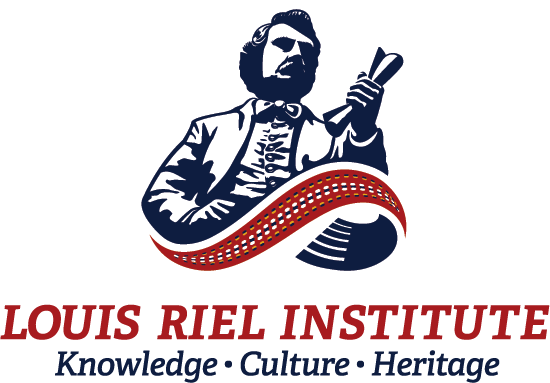 LOUIS RIEL INSTITUTE
Knowledge • Culture • Heritage